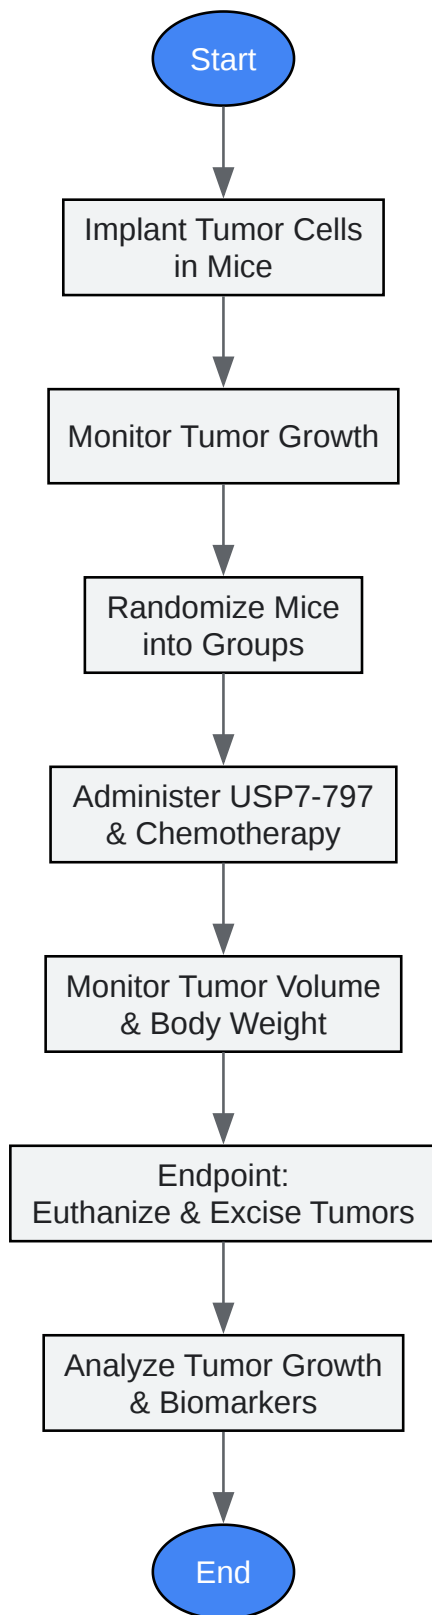 Start
Implant Tumor Cells
in Mice
Monitor Tumor Growth
Randomize Mice
into Groups
Administer USP7-797
& Chemotherapy
Monitor Tumor Volume
& Body Weight
Endpoint:
Euthanize & Excise Tumors
Analyze Tumor Growth
& Biomarkers
End